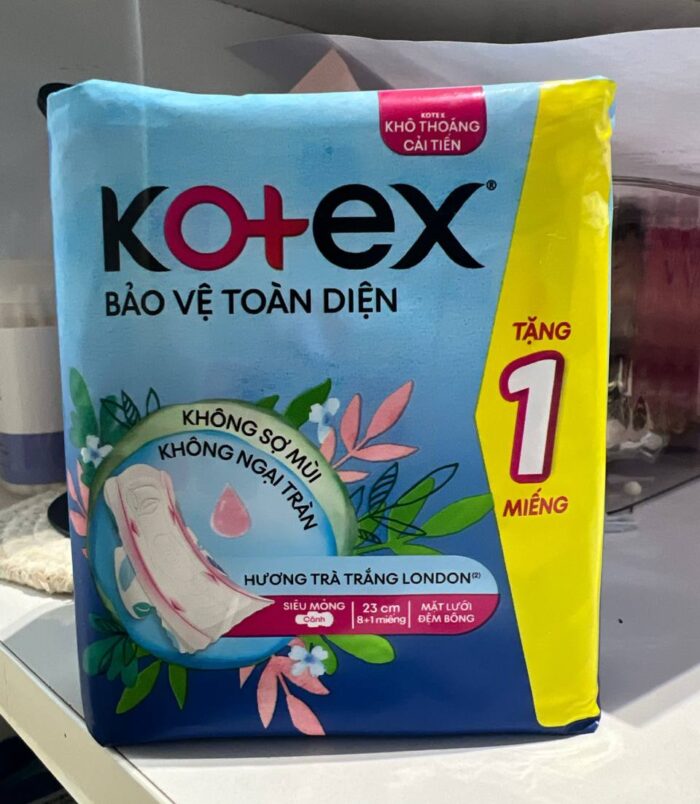 KOTEX
KHÔ THOÁNG
CẢI TIẾN
Kotex®
BẢO VỆ TOÀN DIỆN
TẶNG
1
MIẾNG
KHÔNG SỢ MÙI
KHÔNG NGẠI TRÀN
HƯƠNG TRÀ TRẮNG LONDON(2)
SIÊU MỎNG
Cánh
23 cm
8+1 miếng
MẶT LƯỚI
ĐỆM BÔNG